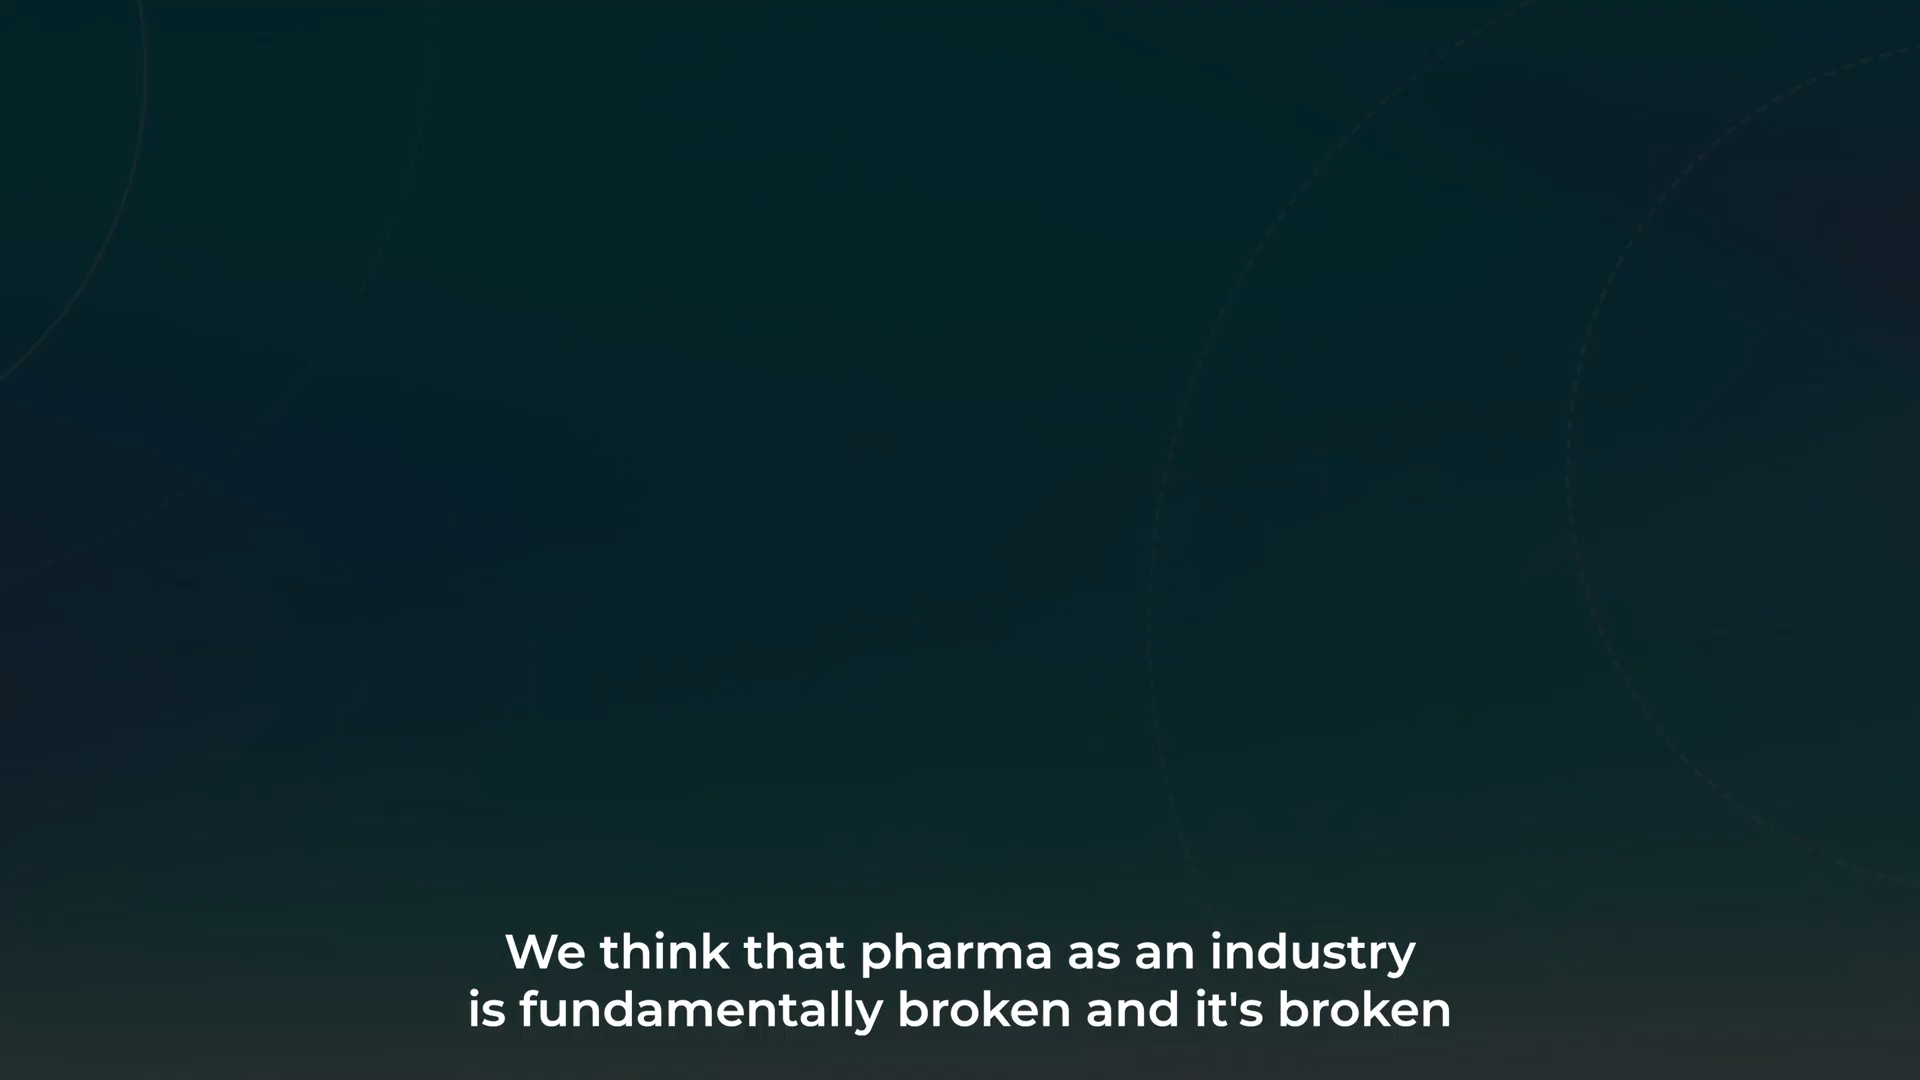 We think that pharma as an industry
is fundamentally broken and it's broken